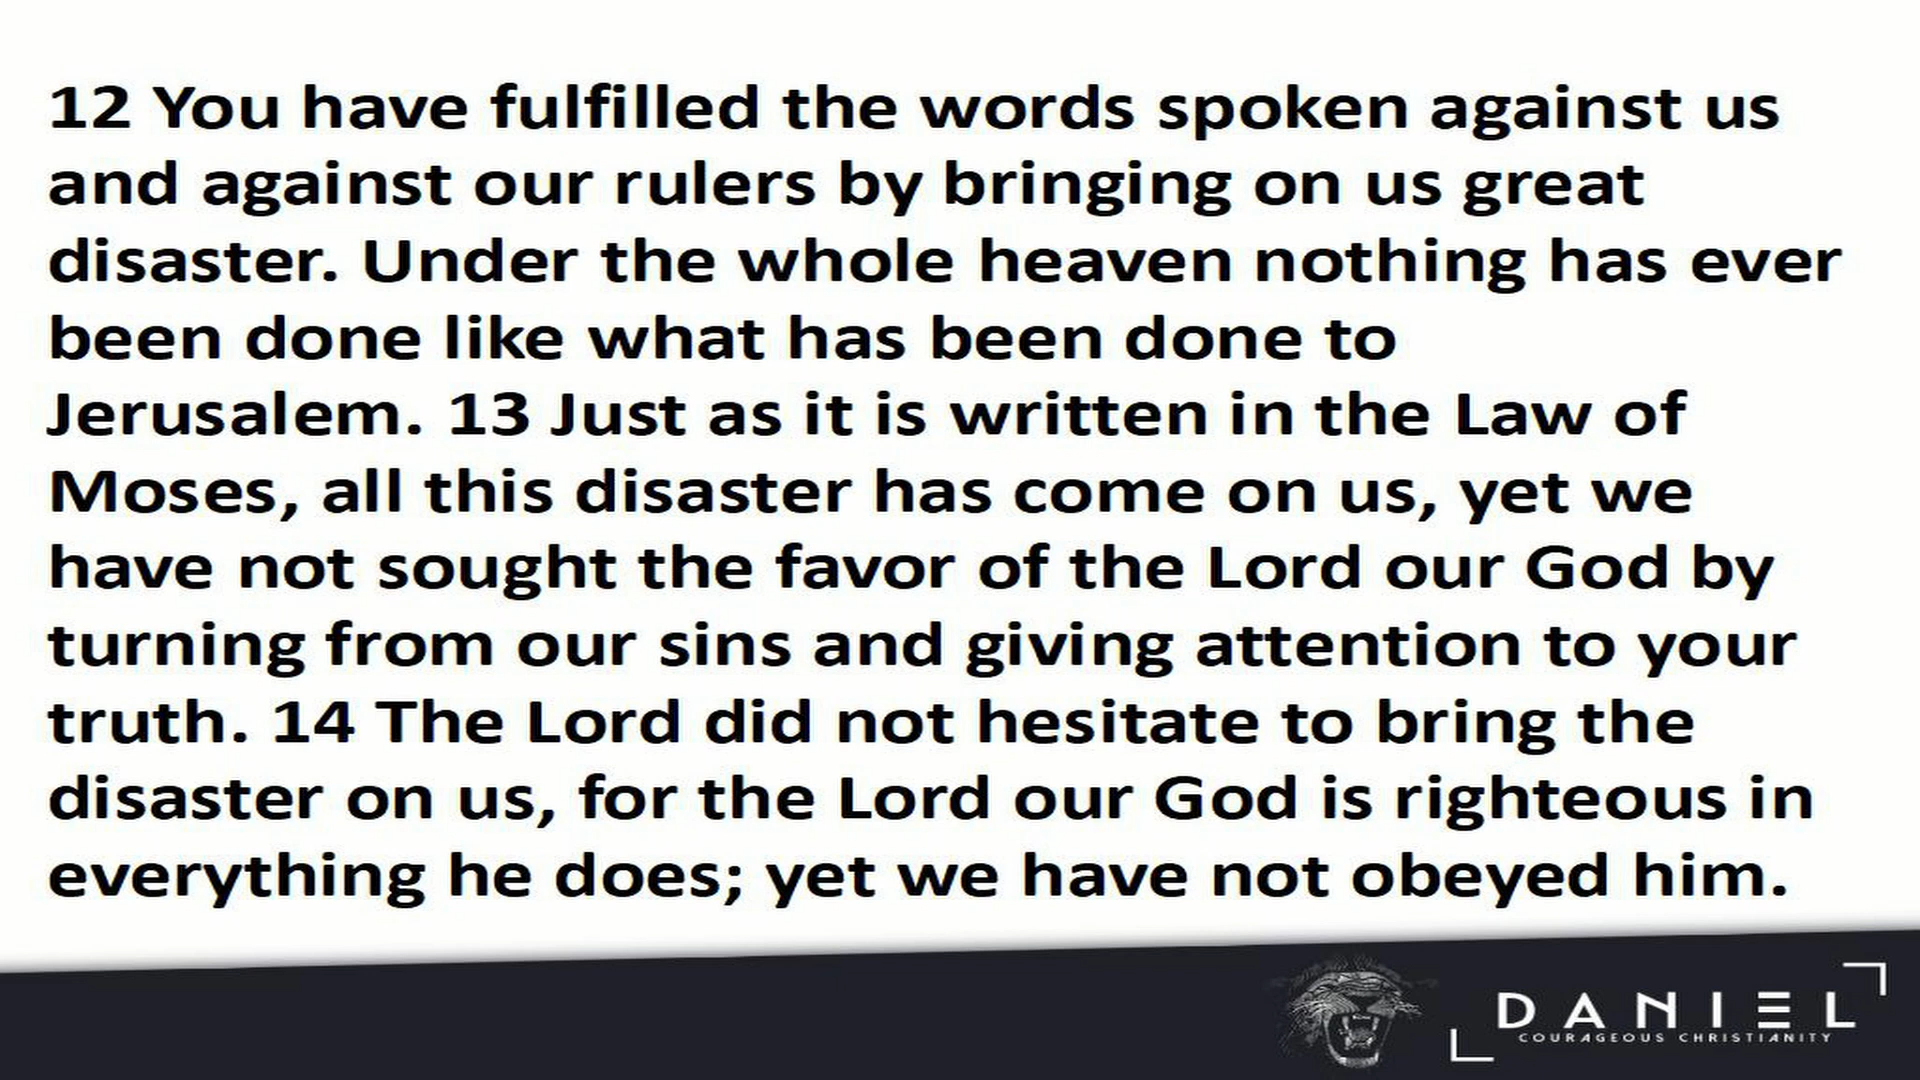 12 You have fulfilled the words spoken against us
and against our rulers by bringing on us great
disaster. Under the whole heaven nothing has ever
been done like what has been done to
Jerusalem. 13 Just as it is written in the Law of
Moses, all this disaster has come on us, yet we
have not sought the favor of the Lord our God by
turning from our sins and giving attention to your
truth. 14 The Lord did not hesitate to bring the
disaster on us, for the Lord our God is righteous in
everything he does; yet we have not obeyed him.
DANIEL
COURAGEOUS CHRISTIANITY